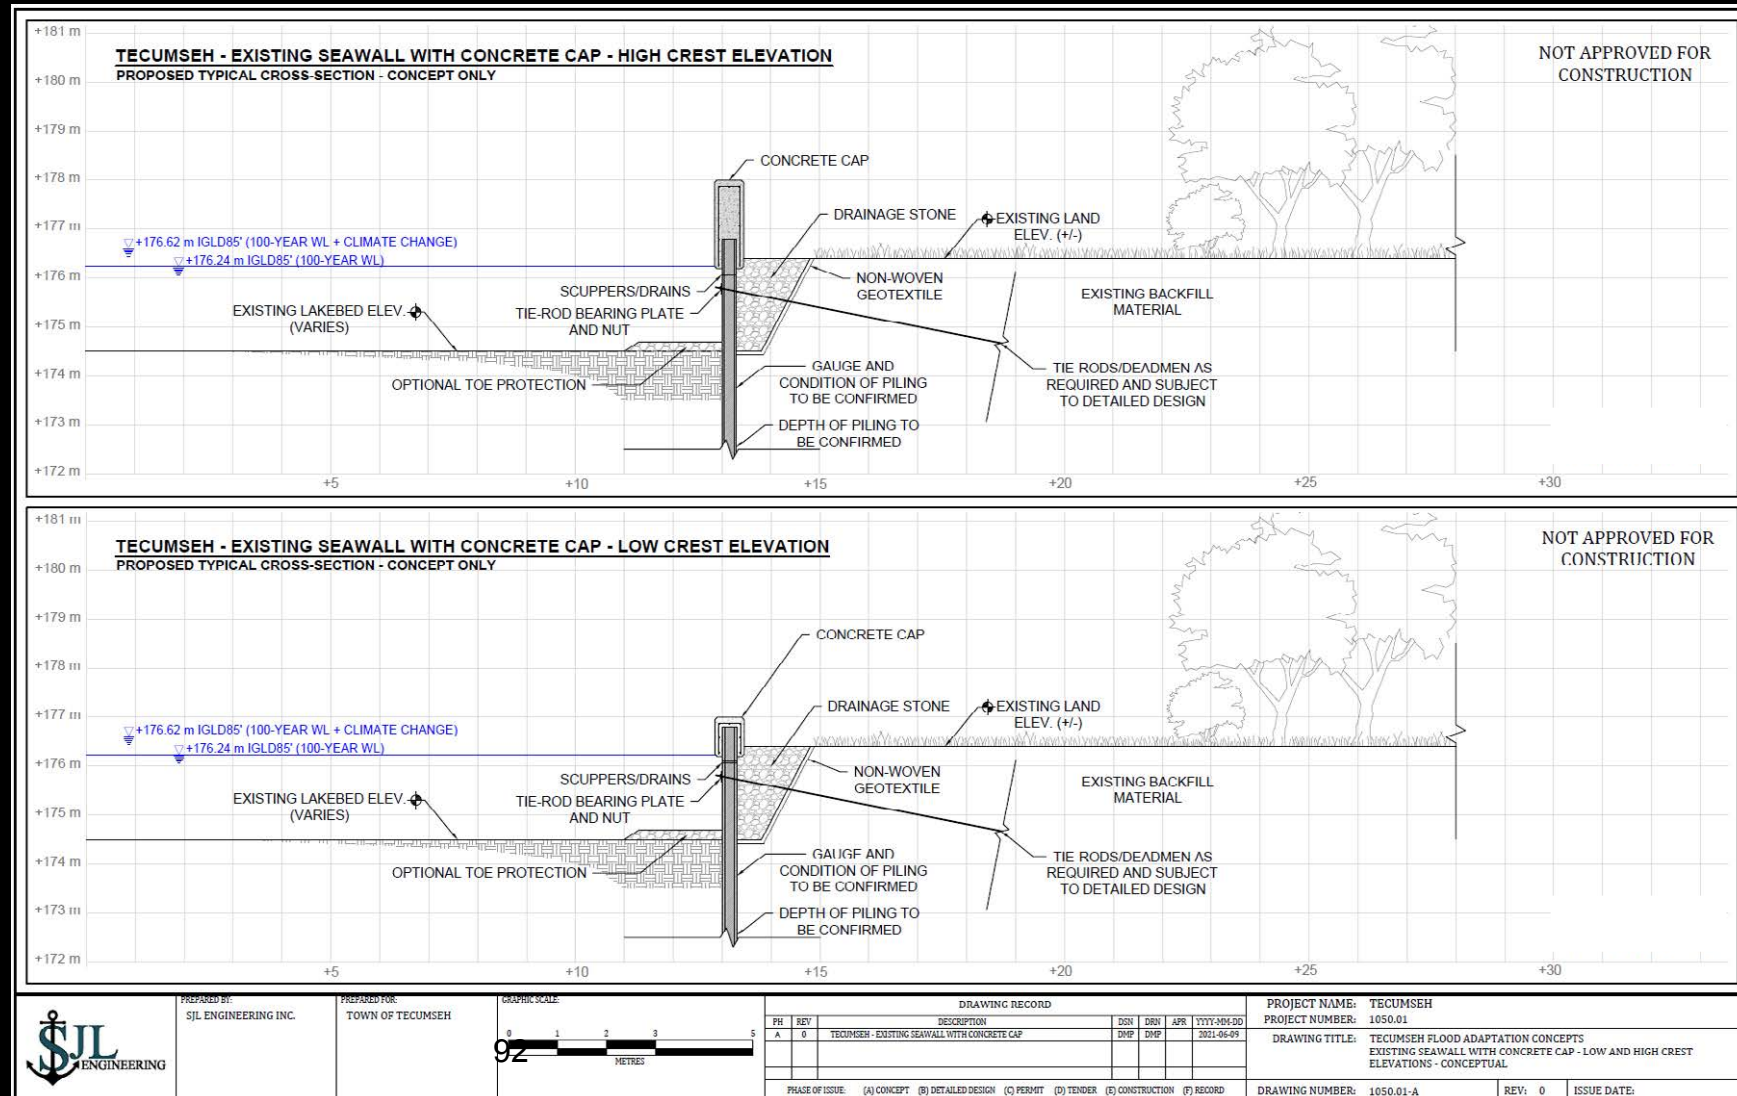 +181 m
TECUMSEH - EXISTING SEAWALL WITH CONCRETE CAP - HIGH CREST ELEVATION
PROPOSED TYPICAL CROSS-SECTION - CONCEPT ONLY
NOT APPROVED FOR
CONSTRUCTION
+180 m
+179 m
+178 m
+177 m
+176 m
+175 m
+174 m
+173 m
+172 m
CONCRETE CAP
DRAINAGE STONE
EXISTING LAND
ELEV. (+/-)
+176.62 m IGLD85' (100-YEAR WL + CLIMATE CHANGE)
+176.24 m IGLD85' (100-YEAR WL)
SCUPPERS/DRAINS
NON-WOVEN
GEOTEXTILE
EXISTING BACKFILL
MATERIAL
EXISTING LAKEBED ELEV.
(VARIES)
TIE-ROD BEARING PLATE
AND NUT
OPTIONAL TOE PROTECTION
GAUGE AND
CONDITION OF PILING
TO BE CONFIRMED
TIE RODS/DEADMEN AS
REQUIRED AND SUBJECT
TO DETAILED DESIGN
DEPTH OF PILING TO
BE CONFIRMED
+5
+10
+15
+20
+25
+30
+181 m
TECUMSEH - EXISTING SEAWALL WITH CONCRETE CAP - LOW CREST ELEVATION
PROPOSED TYPICAL CROSS-SECTION - CONCEPT ONLY
NOT APPROVED FOR
CONSTRUCTION
+180 m
+179 m
+178 m
+177 m
+176 m
+175 m
+174 m
+173 m
+172 m
CONCRETE CAP
DRAINAGE STONE
EXISTING LAND
ELEV. (+/-)
+176.62 m IGLD85' (100-YEAR WL + CLIMATE CHANGE)
+176.24 m IGLD85' (100-YEAR WL)
SCUPPERS/DRAINS
NON-WOVEN
GEOTEXTILE
EXISTING BACKFILL
MATERIAL
EXISTING LAKEBED ELEV.
(VARIES)
TIE-ROD BEARING PLATE
AND NUT
OPTIONAL TOE PROTECTION
GAUGE AND
CONDITION OF PILING
TO BE CONFIRMED
TIE RODS/DEADMEN AS
REQUIRED AND SUBJECT
TO DETAILED DESIGN
DEPTH OF PILING TO
BE CONFIRMED
+5
+10
+15
+20
+25
+30
SJL
ENGINEERING
PREPARED BY:
SJL ENGINEERING INC.
PREPARED FOR:
TOWN OF TECUMSEH
GRAPHIC SCALE:
0 1 2 3 5
METRES
92
DRAWING RECORD
PH REV DESCRIPTION DSN DRN APR YYYY-MM-DD
A 0 TECUMSEH - EXISTING SEAWALL WITH CONCRETE CAP DMP DMP 2021-06-09
PHASE OF ISSUE: (A) CONCEPT (B) DETAILED DESIGN (C) PERMIT (D) TENDER (E) CONSTRUCTION (F) RECORD
PROJECT NAME: TECUMSEH
PROJECT NUMBER: 1050.01
DRAWING TITLE: TECUMSEH FLOOD ADAPTATION CONCEPTS
EXISTING SEAWALL WITH CONCRETE CAP - LOW AND HIGH CREST
ELEVATIONS - CONCEPTUAL
DRAWING NUMBER: 1050.01-A
REV: 0
ISSUE DATE: